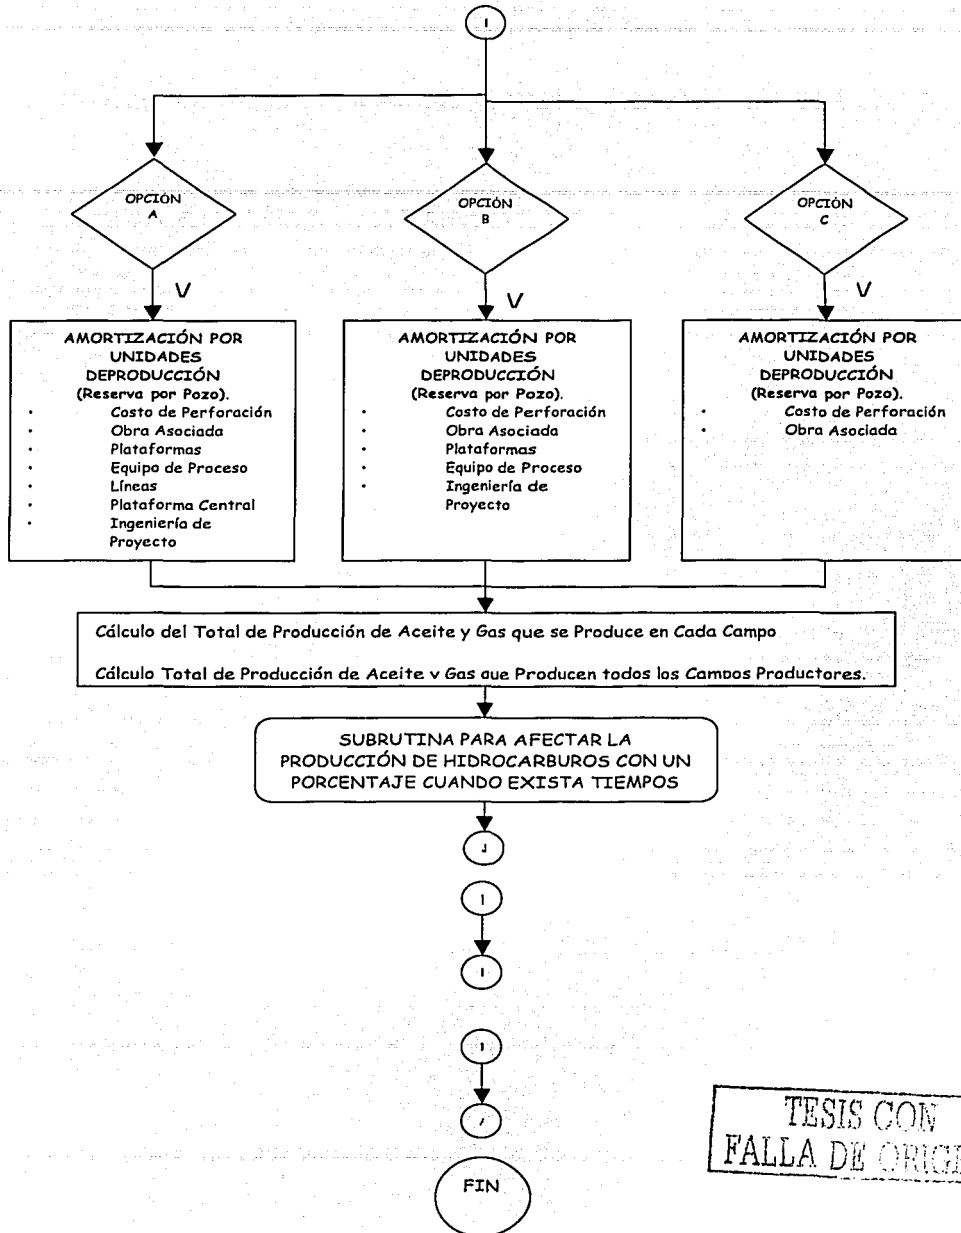 OPCIÓN
A
OPCIÓN
B
OPCIÓN
C
V
V
V
AMORTIZACIÓN POR
UNIDADES
DEPRODUCCIÓN
(Reserva por Pozo).
· Costo de Perforación
· Obra Asociada
· Plataformas
· Equipo de Proceso
· Líneas
· Plataforma Central
· Ingeniería de
Proyecto
AMORTIZACIÓN POR
UNIDADES
DEPRODUCCIÓN
(Reserva por Pozo).
· Costo de Perforación
· Obra Asociada
· Plataformas
· Equipo de Proceso
· Ingeniería de
Proyecto
AMORTIZACIÓN POR
UNIDADES
DEPRODUCCIÓN
(Reserva por Pozo).
· Costo de Perforación
· Obra Asociada
Cálculo del Total de Producción de Aceite y Gas que se Produce en Cada Campo
Cálculo Total de Producción de Aceite y Gas que Producen todos los Campos Productores.
SUBRUTINA PARA AFECTAR LA
PRODUCCIÓN DE HIDROCARBUROS CON UN
PORCENTAJE CUANDO EXISTA TIEMPOS
FIN
TESIS CON
FALLA DE ORIGE